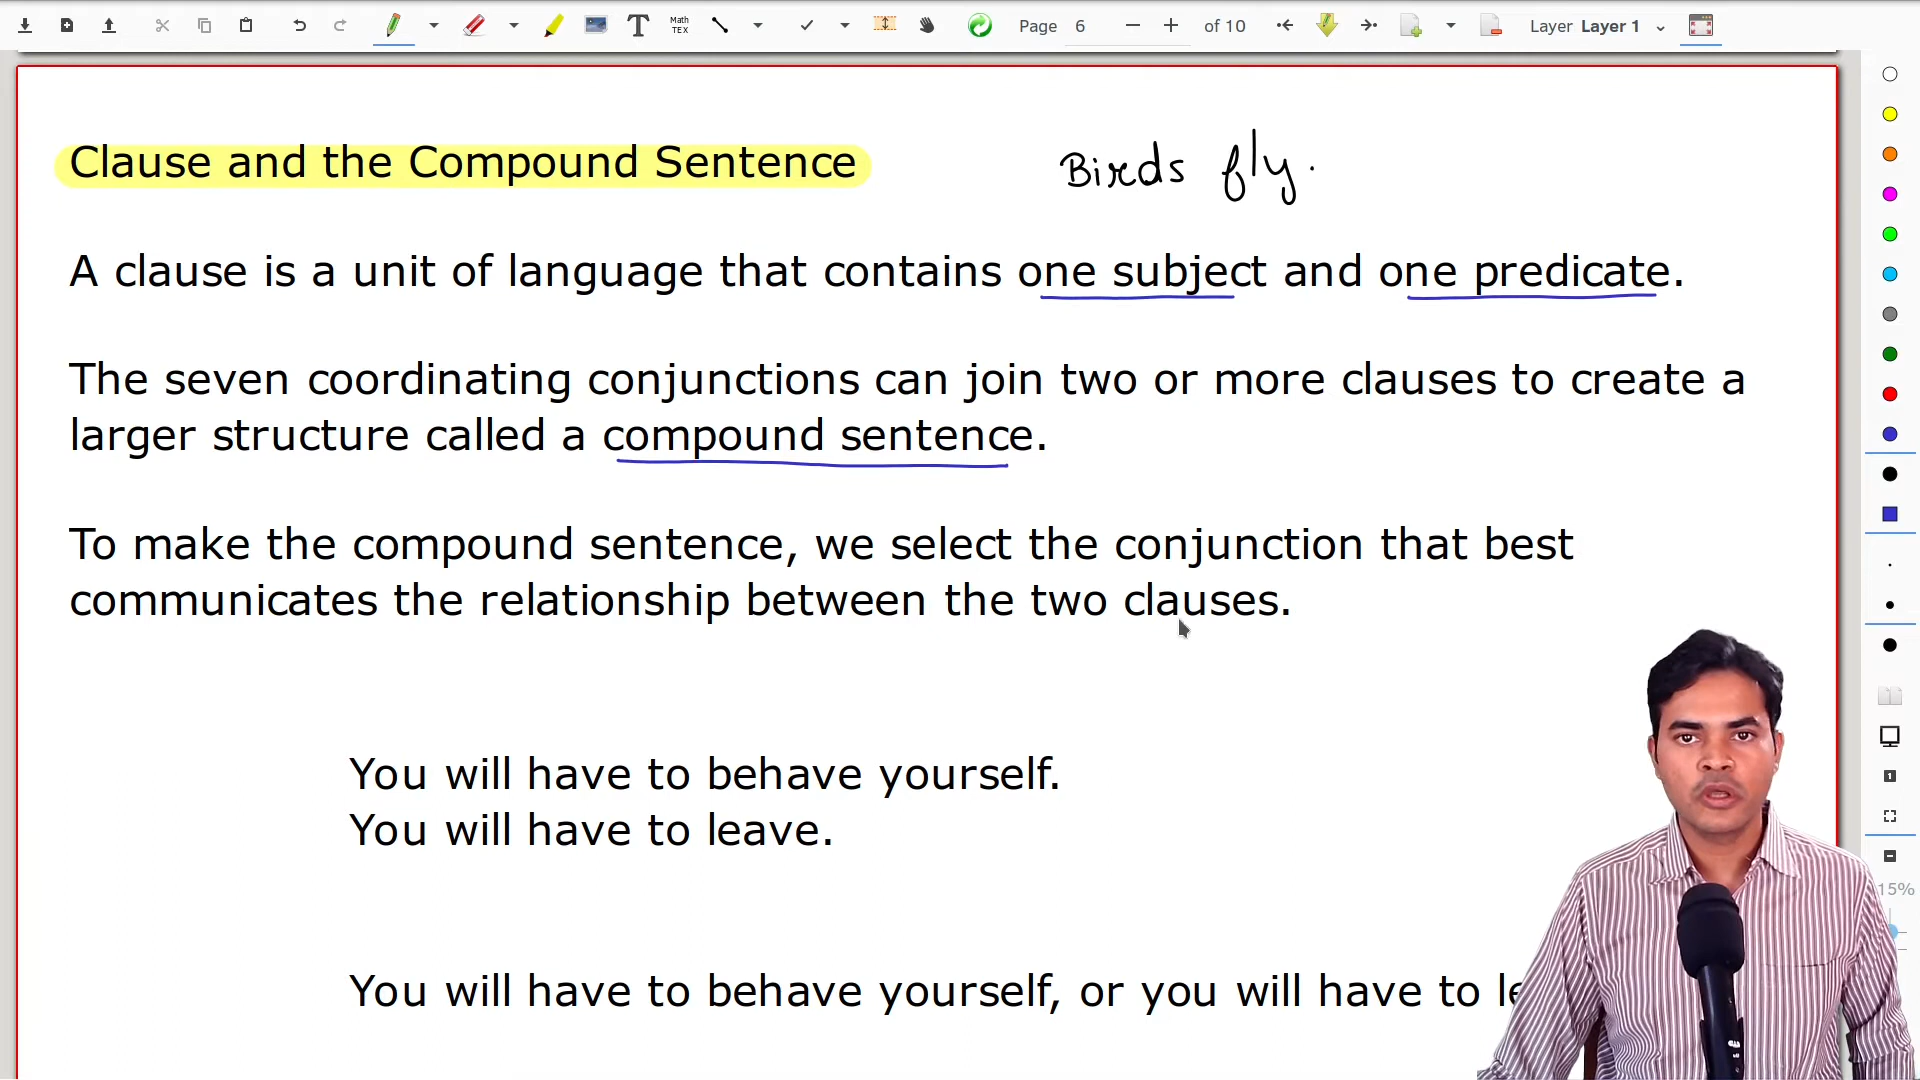 Page 6 of 10 Layer Layer 1
Math
TEX
Clause and the Compound Sentence
Birds fly.
A clause is a unit of language that contains one subject and one predicate.
The seven coordinating conjunctions can join two or more clauses to create a
larger structure called a compound sentence.
To make the compound sentence, we select the conjunction that best
communicates the relationship between the two clauses.
You will have to behave yourself.
You will have to leave.
15%
You will have to behave yourself, or you will have to le